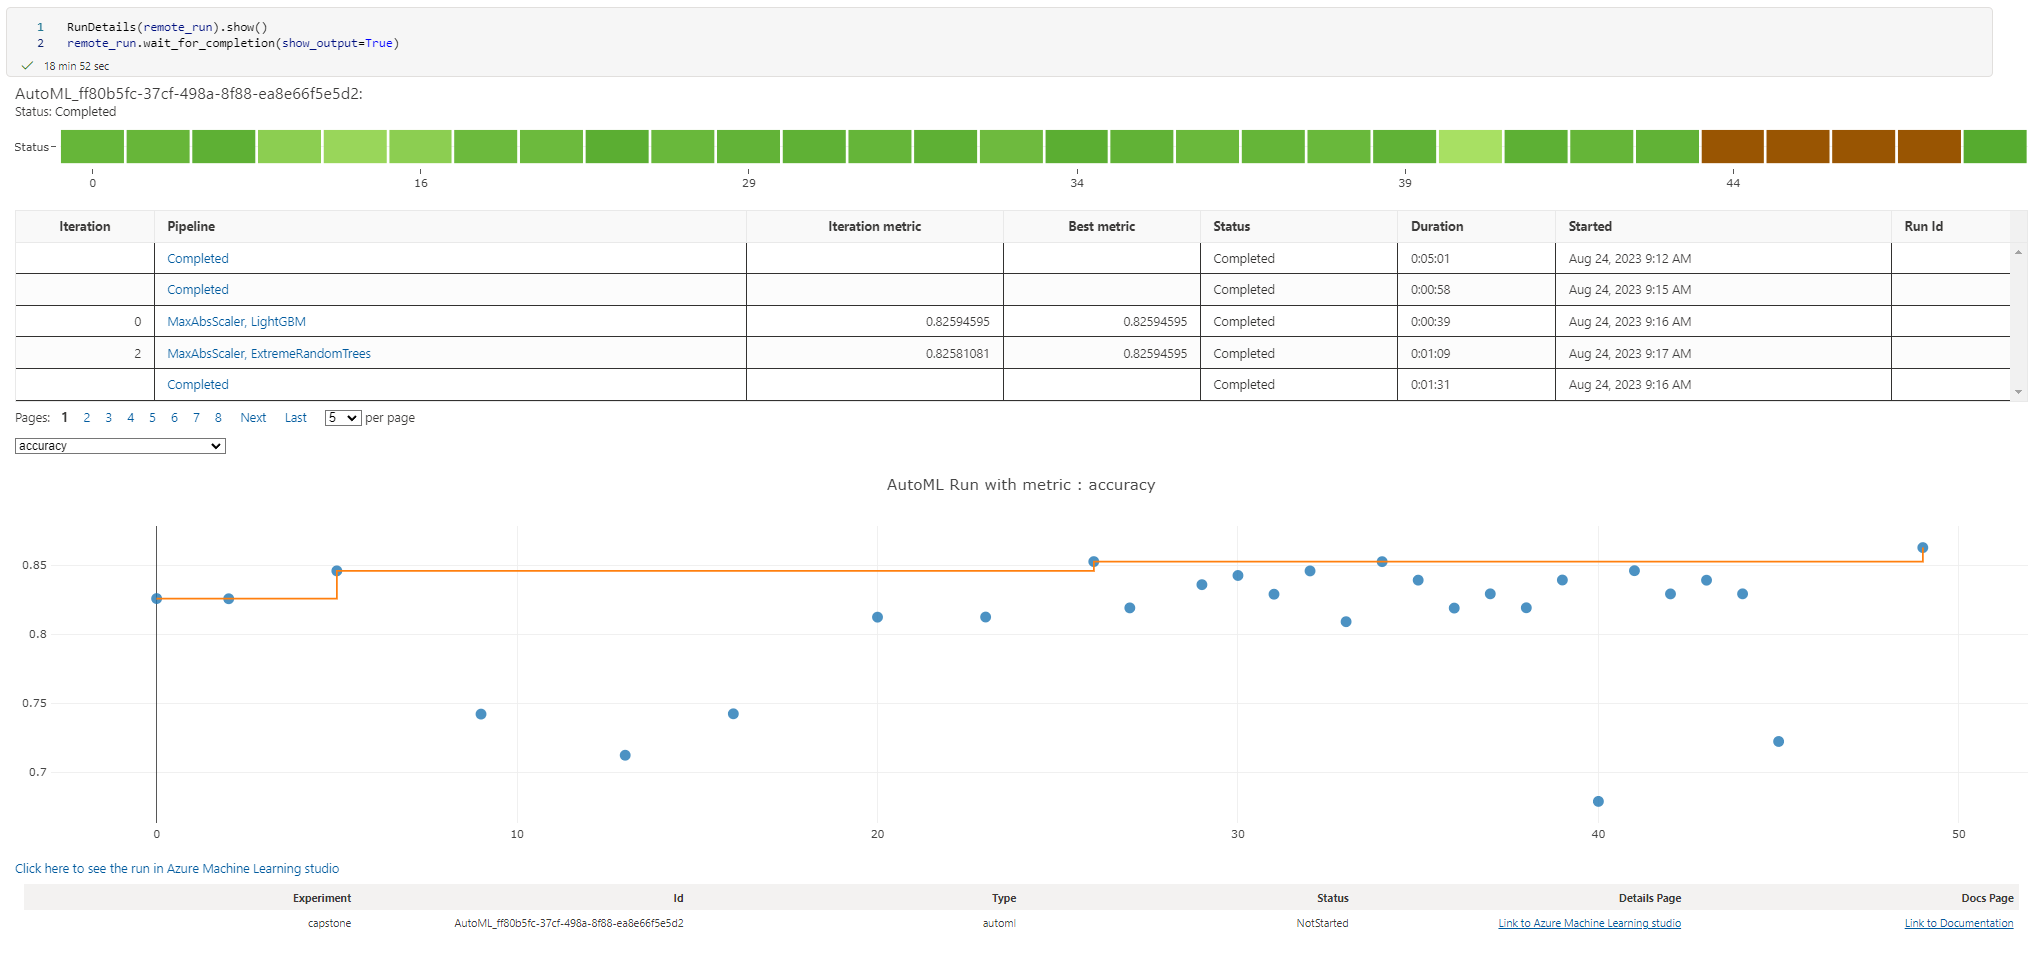 1 RunDetails(remote_run).show()
2 remote_run.wait_for_completion(show_output=True)
18 min 52 sec
AutoML_ff80b5fc-37cf-498a-8f88-ea8e66f5e5d2:
Status: Completed
Status
0 16 29 34 39 44
Iteration Pipeline Iteration metric Best metric Status Duration Started Run Id
Completed Completed 0:05:01 Aug 24, 2023 9:12 AM
Completed Completed 0:00:58 Aug 24, 2023 9:15 AM
0 MaxAbsScaler, LightGBM 0.82594595 0.82594595 Completed 0:00:39 Aug 24, 2023 9:16 AM
2 MaxAbsScaler, ExtremeRandomTrees 0.82581081 0.82594595 Completed 0:01:09 Aug 24, 2023 9:17 AM
Completed Completed 0:01:31 Aug 24, 2023 9:16 AM
Pages: 1 2 3 4 5 6 7 8 Next Last 5 per page
accuracy
AutoML Run with metric : accuracy
0.85
0.8
0.75
0.7
0 10 20 30 40 50
Click here to see the run in Azure Machine Learning studio
Experiment Id Type Status Details Page Docs Page
capstone AutoML_ff80b5fc-37cf-498a-8f88-ea8e66f5e5d2 automl NotStarted Link to Azure Machine Learning studio Link to Documentation